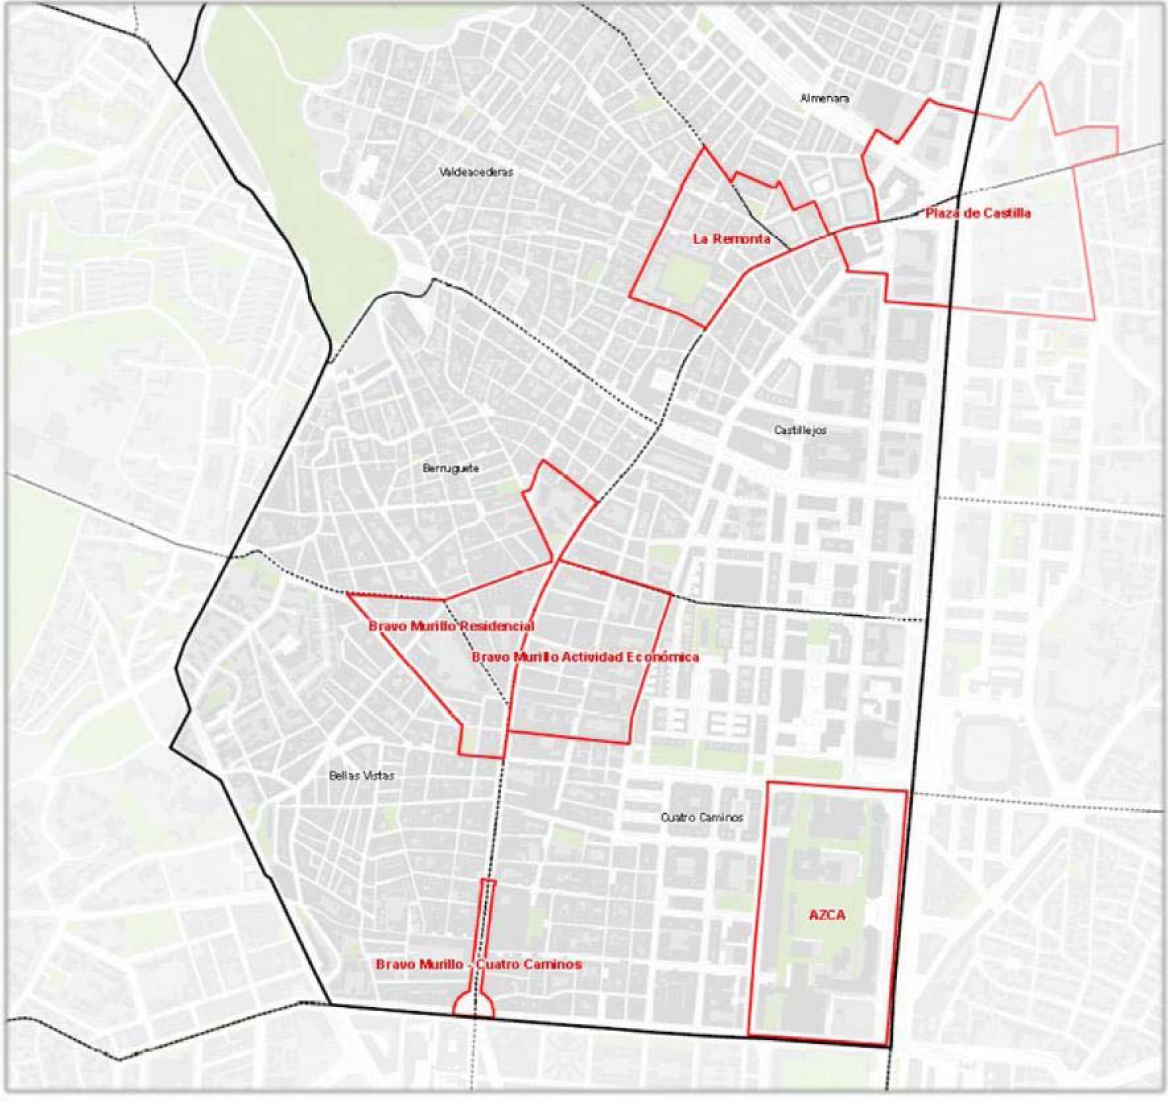 Almenara
Valdeacederas
Plaza de Castilla
La Remonta
Castillejos
Berruguete
Bravo Murillo Residencial
Bravo Murillo Actividad Económica
Bellas Vistas
Cuatro Caminos
AZCA
Bravo Murillo - Cuatro Caminos